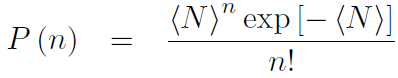 P (n) = ⟨N⟩^n exp [− ⟨N⟩] / n!